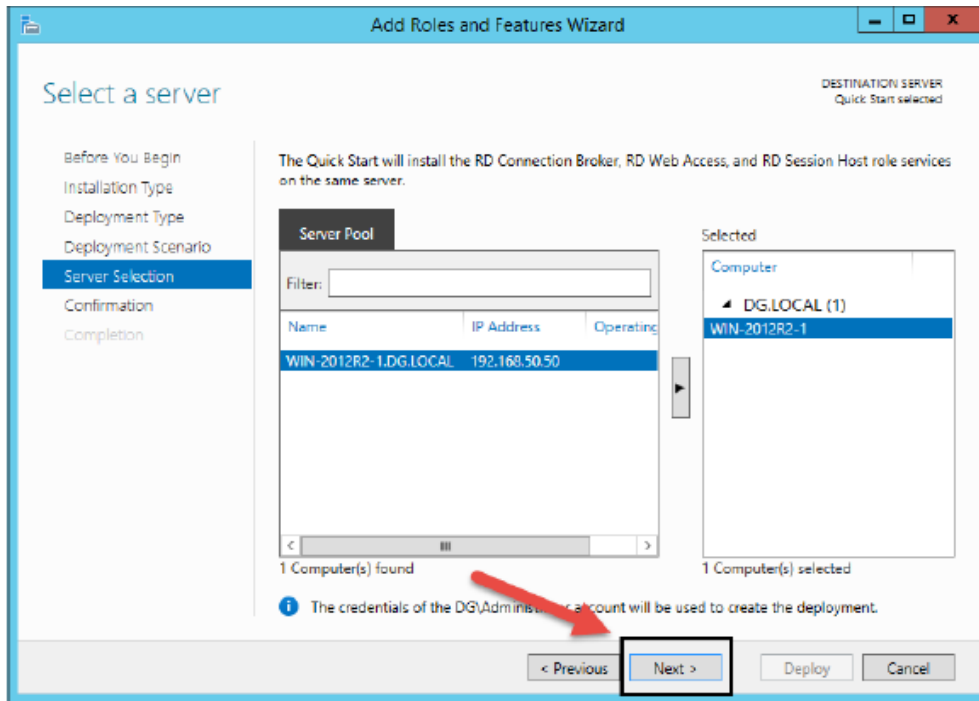 Add Roles and Features Wizard
Select a server
DESTINATION SERVER
Quick Start selected
Before You Begin
Installation Type
Deployment Type
Deployment Scenario
Server Selection
Confirmation
Completion
The Quick Start will install the RD Connection Broker, RD Web Access, and RD Session Host role services
on the same server.
Server Pool
Filter:
Name IP Address Operating
WIN-2012R2-1.DG.LOCAL 192.168.50.50
1 Computer(s) found
Selected
Computer
DG.LOCAL (1)
WIN-2012R2-1
1 Computer(s) selected
The credentials of the DG\Administrator account will be used to create the deployment.
< Previous Next > Deploy Cancel